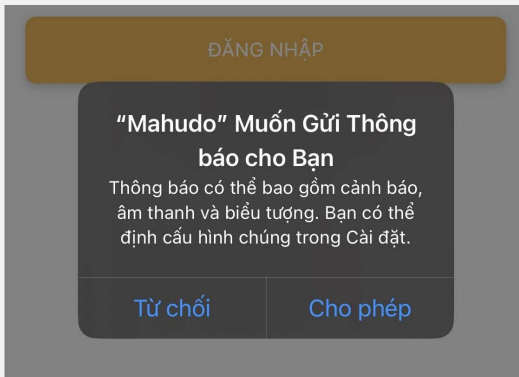 ĐĂNG NHẬP
“Mahudo” Muốn Gửi Thông
báo cho Bạn
Thông báo có thể bao gồm cảnh báo,
âm thanh và biểu tượng. Bạn có thể
định cấu hình chúng trong Cài đặt.
Từ chối
Cho phép